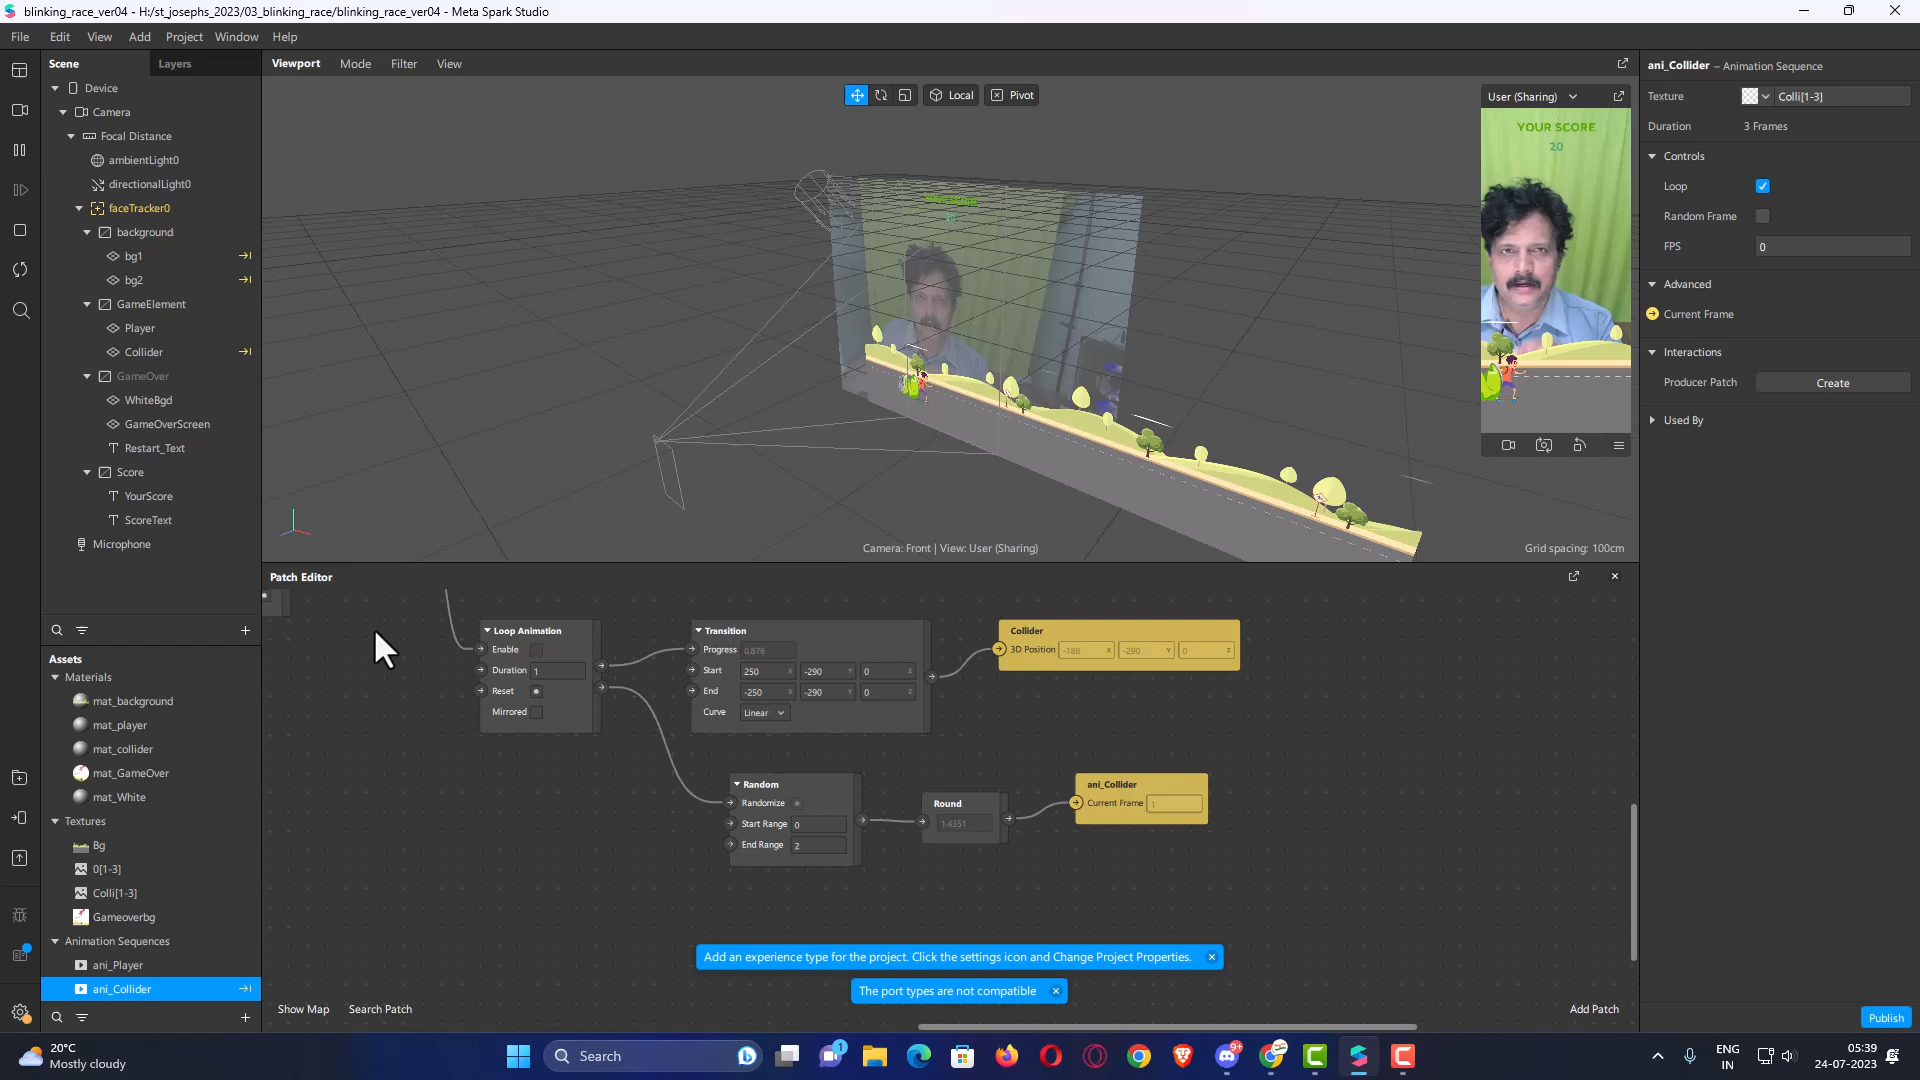 blinking_race_ver04 - H:/st_josephs_2023/03_blinking_race/blinking_race_ver04 - Meta Spark Studio
File Edit View Add Project Window Help
Scene Layers
Device
Camera
Focal Distance
ambientLight0
directionalLight0
faceTracker0
background
bg1
bg2
GameElement
Player
Collider
GameOver
WhiteBgd
GameOverScreen
Restart_Text
Score
YourScore
ScoreText
Microphone
Assets
Materials
mat_background
mat_player
mat_collider
mat_GameOver
mat_White
Textures
Bg
0[1-3]
Colli[1-3]
Gameoverbg
Animation Sequences
ani_Player
ani_Collider
Viewport Mode Filter View
Local Pivot
YOUR SCORE
20
Camera: Front | View: User (Sharing)
Grid spacing: 100cm
User (Sharing)
YOUR SCORE
20
Patch Editor
Loop Animation
Enable
Duration 1
Reset
Mirrored
Transition
Progress 0.876
Start 250 X -290 Y 0 Z
End -250 X -290 Y 0 Z
Curve Linear
Collider
3D Position -188 X -290 Y 0 Z
Random
Randomize
Start Range 0
End Range 2
Round
1.4351
ani_Collider
Current Frame 1
Add an experience type for the project. Click the settings icon and Change Project Properties.
The port types are not compatible
Show Map Search Patch
Add Patch
ani_Collider – Animation Sequence
Texture Colli[1-3]
Duration 3 Frames
Controls
Loop
Random Frame
FPS 0
Advanced
Current Frame
Interactions
Producer Patch Create
Used By
Publish
20°C
Mostly cloudy
Search
1
9+
ENG
IN
05:39
24-07-2023